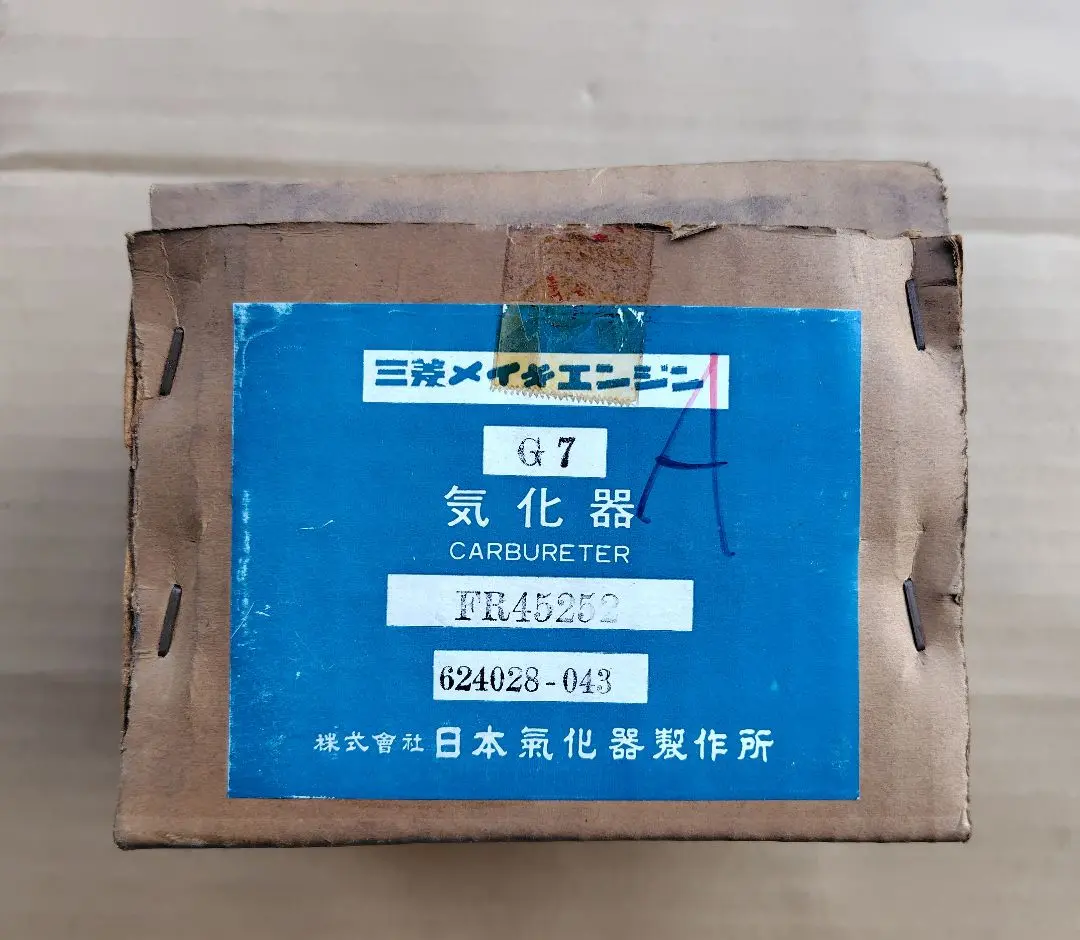 三菱メイキエンジン
G7
A
気化器
CARBURETER
FR45252
624028-043
株式會社日本氣化器製作所